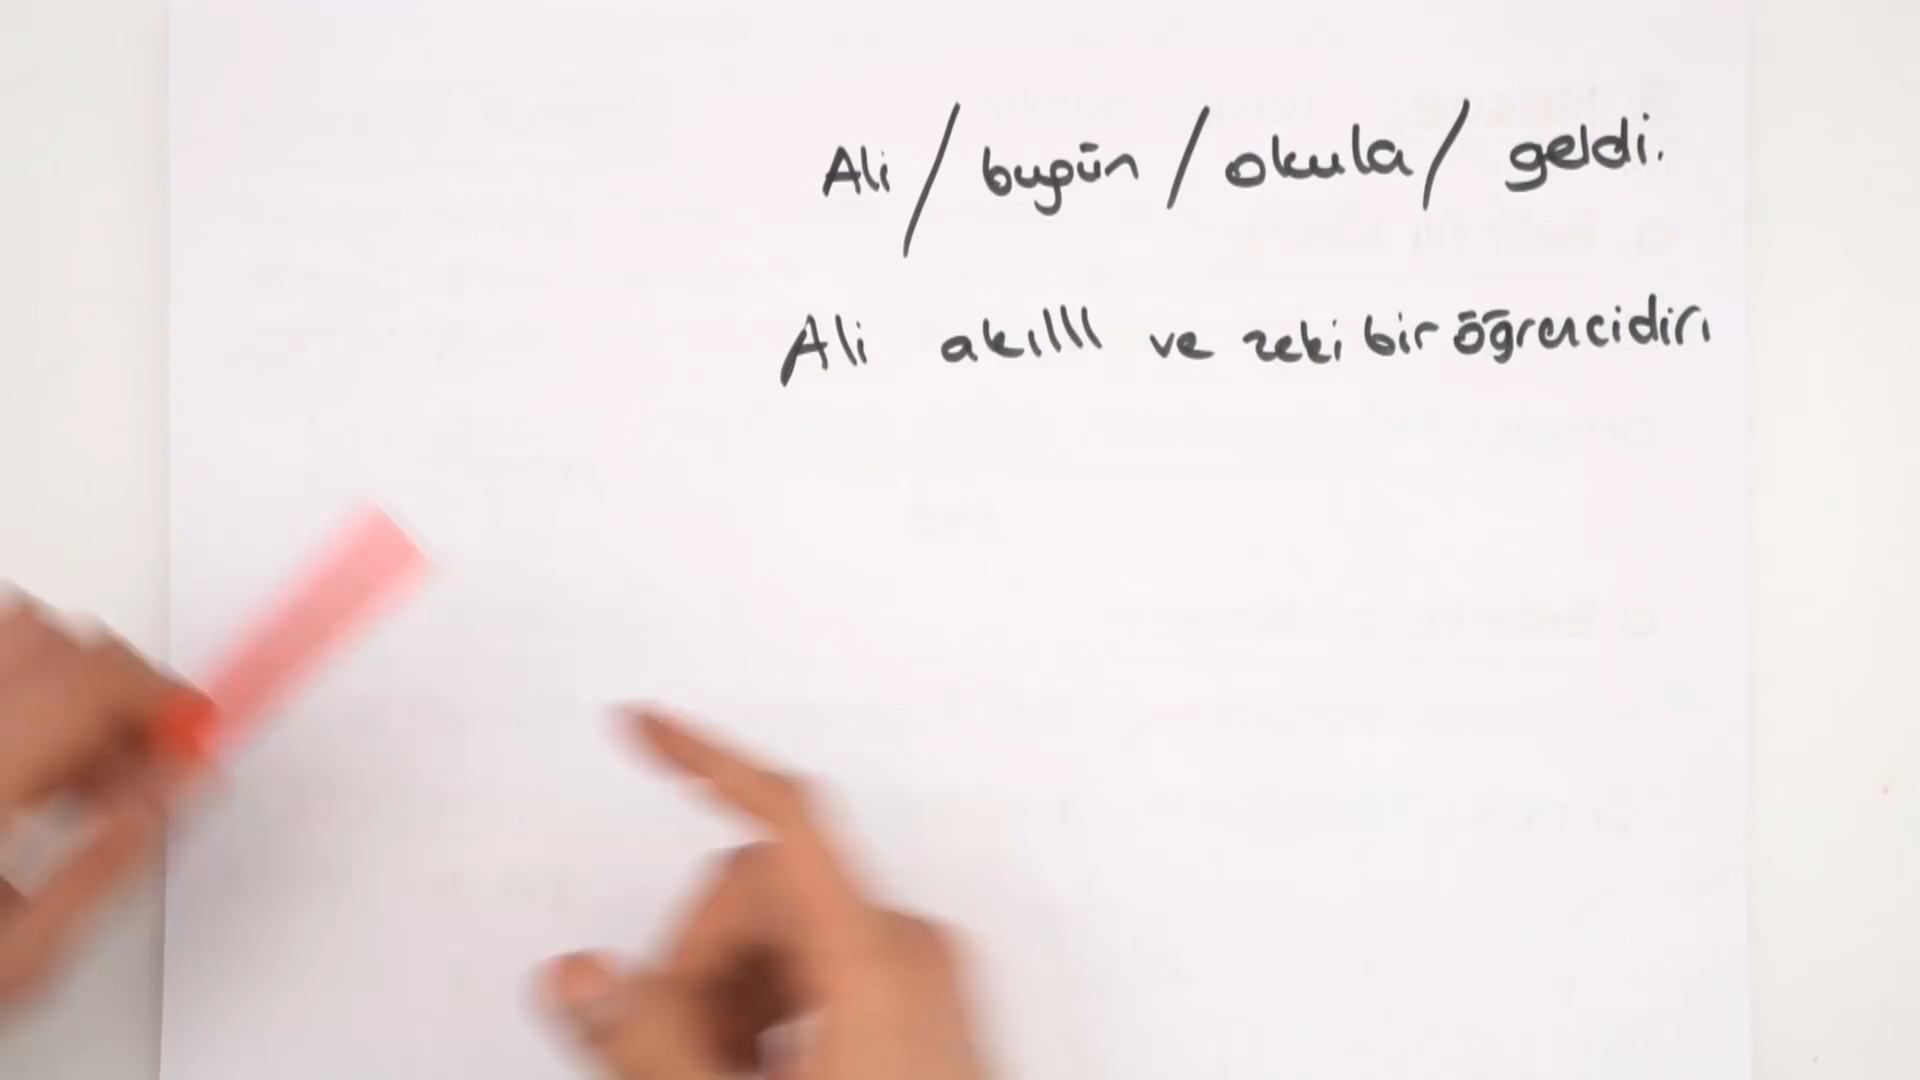 Ali / bugün / okula / geldi.
Ali akıllı ve zeki bir öğrencidir.